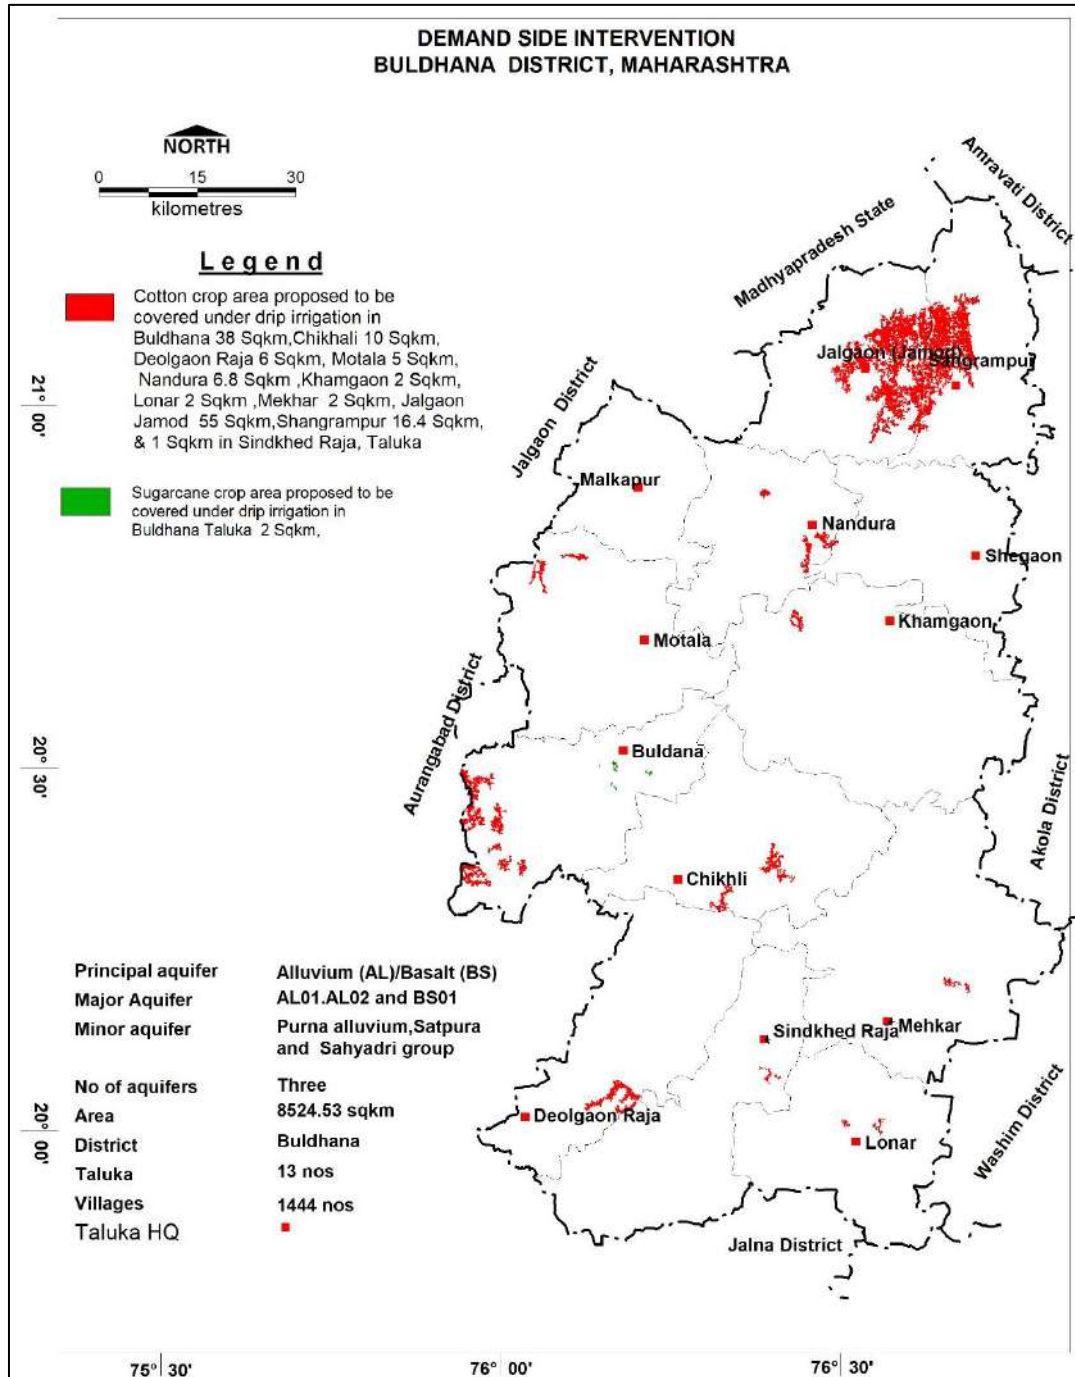 DEMAND SIDE INTERVENTION
BULDHANA DISTRICT, MAHARASHTRA
NORTH
0 15 30
kilometres
Legend
Cotton crop area proposed to be
covered under drip irrigation in
Buldhana 38 Sqkm,Chikhali 10 Sqkm,
Deolgaon Raja 6 Sqkm, Motala 5 Sqkm,
Nandura 6.8 Sqkm ,Khamgaon 2 Sqkm,
Lonar 2 Sqkm ,Mekhar 2 Sqkm, Jalgaon
Jamod 55 Sqkm,Shangrampur 16.4 Sqkm,
& 1 Sqkm in Sindkhed Raja, Taluka
Sugarcane crop area proposed to be
covered under drip irrigation in
Buldhana Taluka 2 Sqkm,
Amravati District
Madhyapradesh State
Jalgaon (Jamod)
Sangrampur
Jalgaon District
Malkapur
Nandura
Shegaon
Khamgaon
Motala
Aurangabad District
Buldana
Akola District
Chikhli
Mehkar
Sindkhed Raja
Deolgaon Raja
Lonar
Washim District
Jalna District
Principal aquifer Alluvium (AL)/Basalt (BS)
Major Aquifer AL01.AL02 and BS01
Minor aquifer Purna alluvium,Satpura
and Sahyadri group
No of aquifers Three
Area 8524.53 sqkm
District Buldhana
Taluka 13 nos
Villages 1444 nos
Taluka HQ
21° 00'
20° 30'
20° 00'
75° 30' 76° 00' 76° 30'